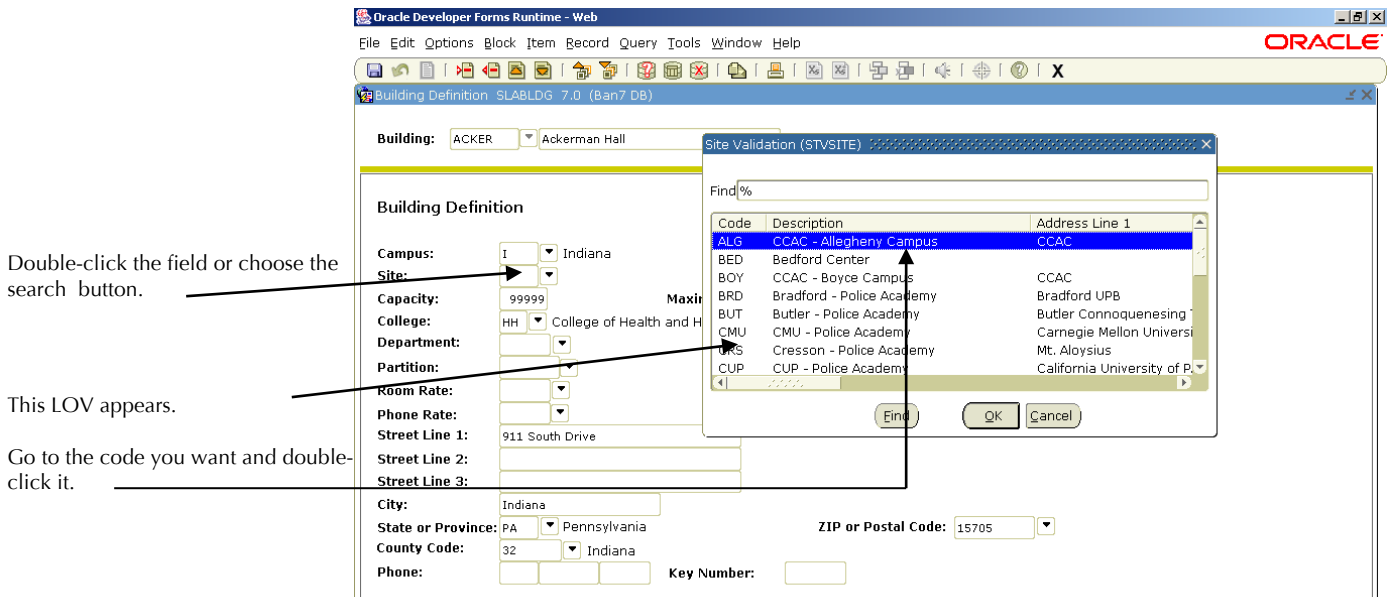 Oracle Developer Forms Runtime - Web
File Edit Options Block Item Record Query Tools Window Help
ORACLE
X
Building Definition SLABLDG 7.0 (Ban7 DB)
Building: ACKER Ackerman Hall
Site Validation (STVSITE)
Find %
Code Description Address Line 1
ALG CCAC - Allegheny Campus CCAC
BED Bedford Center
BOY CCAC - Boyce Campus CCAC
BRD Bradford - Police Academy Bradford UPB
BUT Butler - Police Academy Butler Connoquenesing
CMU CMU - Police Academy Carnegie Mellon Universi
CRS Cresson - Police Academy Mt. Aloysius
CUP CUP - Police Academy California University of P
Find OK Cancel
Building Definition
Campus: I Indiana
Site:
Capacity: 99999 Maxi
College: HH College of Health and H
Department:
Partition:
Room Rate:
Phone Rate:
Street Line 1: 911 South Drive
Street Line 2:
Street Line 3:
City: Indiana
State or Province: PA Pennsylvania ZIP or Postal Code: 15705
County Code: 32 Indiana
Phone: Key Number:
Double-click the field or choose the
search button.
This LOV appears.
Go to the code you want and double-
click it.